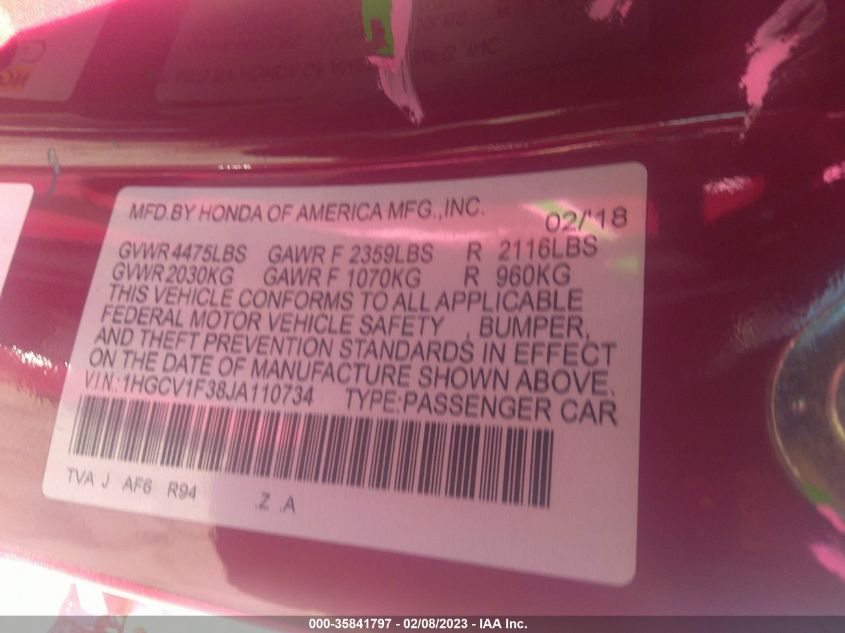 MFD.BY HONDA OF AMERICA MFG.,INC. 02/'18
GVWR 4475LBS GAWR F 2359LBS R 2116LBS
GVWR 2030KG GAWR F 1070KG R 960KG
THIS VEHICLE CONFORMS TO ALL APPLICABLE
FEDERAL MOTOR VEHICLE SAFETY , BUMPER,
AND THEFT PREVENTION STANDARDS IN EFFECT
ON THE DATE OF MANUFACTURE SHOWN ABOVE.
V.I.N.:1HGCV1F38JA110734 TYPE:PASSENGER CAR
TVA J AF6 R94 .Z .A
000-35841797 - 02/08/2023 - IAA Inc.